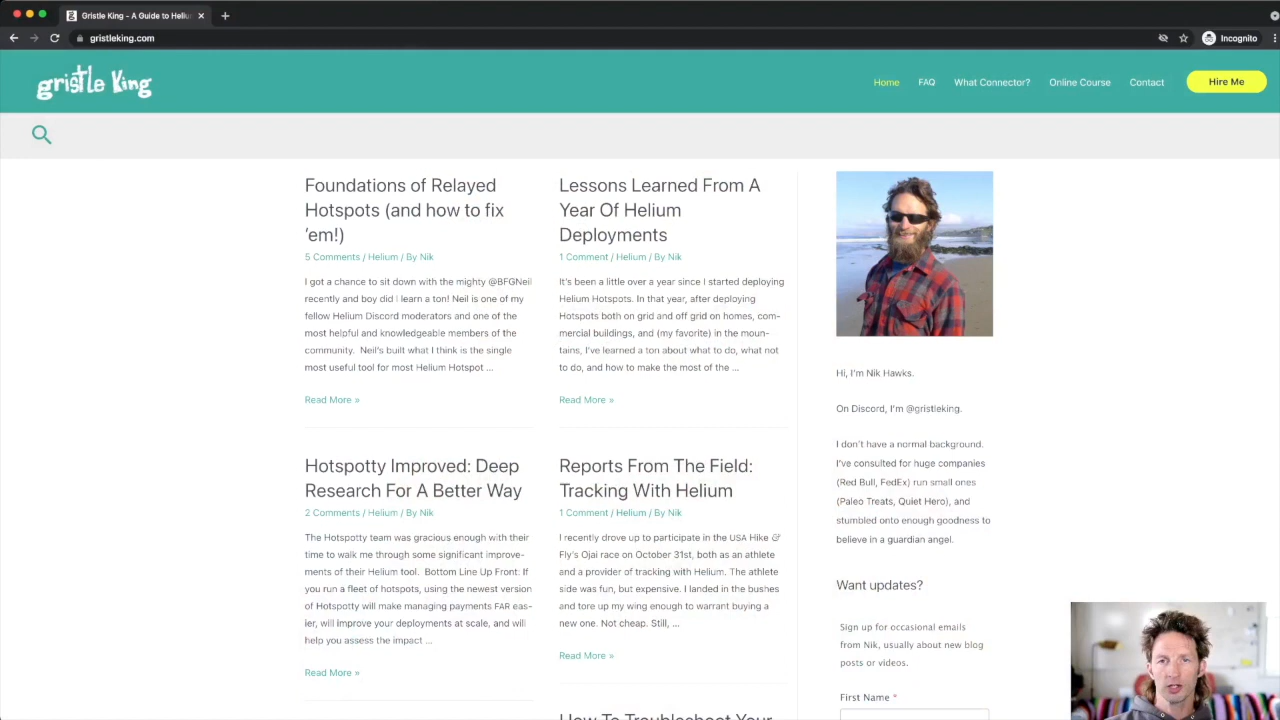 Gristle King - A Guide to Helium
gristleking.com
Incognito
gristle King
Home
FAQ
What Connector?
Online Course
Contact
Hire Me
Foundations of Relayed
Hotspots (and how to fix
'em!)
5 Comments / Helium / By Nik
I got a chance to sit down with the mighty @BFGNeil
recently and boy did I learn a ton! Neil is one of my
fellow Helium Discord moderators and one of the
most helpful and knowledgeable members of the
community.  Neil's built what I think is the single
most useful tool for most Helium Hotspot ...
Read More »
Lessons Learned From A
Year Of Helium
Deployments
1 Comment / Helium / By Nik
It's been a little over a year since I started deploying
Helium Hotspots. In that year, after deploying
Hotspots both on grid and off grid on homes, com-
mercial buildings, and (my favorite) in the moun-
tains, I've learned a ton about what to do, what not
to do, and how to make the most of the ...
Read More »
Hotspotty Improved: Deep
Research For A Better Way
2 Comments / Helium / By Nik
The Hotspotty team was gracious enough with their
time to walk me through some significant improve-
ments of their Helium tool.  Bottom Line Up Front: If
you run a fleet of hotspots, using the newest version
of Hotspotty will make managing payments FAR eas-
ier, will improve your deployments at scale, and will
help you assess the impact ...
Read More »
Reports From The Field:
Tracking With Helium
1 Comment / Helium / By Nik
I recently drove up to participate in the USA Hike &
Fly's Ojai race on October 31st, both as an athlete
and a provider of tracking with Helium. The athlete
side was fun, but expensive. I landed in the bushes
and tore up my wing enough to warrant buying a
new one. Not cheap. Still, ...
Read More »
How To Troubleshoot Your
Hi, I'm Nik Hawks.
On Discord, I'm @gristleking.
I don't have a normal background.
I've consulted for huge companies
(Red Bull, FedEx) run small ones
(Paleo Treats, Quiet Hero), and
stumbled onto enough goodness to
believe in a guardian angel.
Want updates?
Sign up for occasional emails
from Nik, usually about new blog
posts or videos.
First Name *